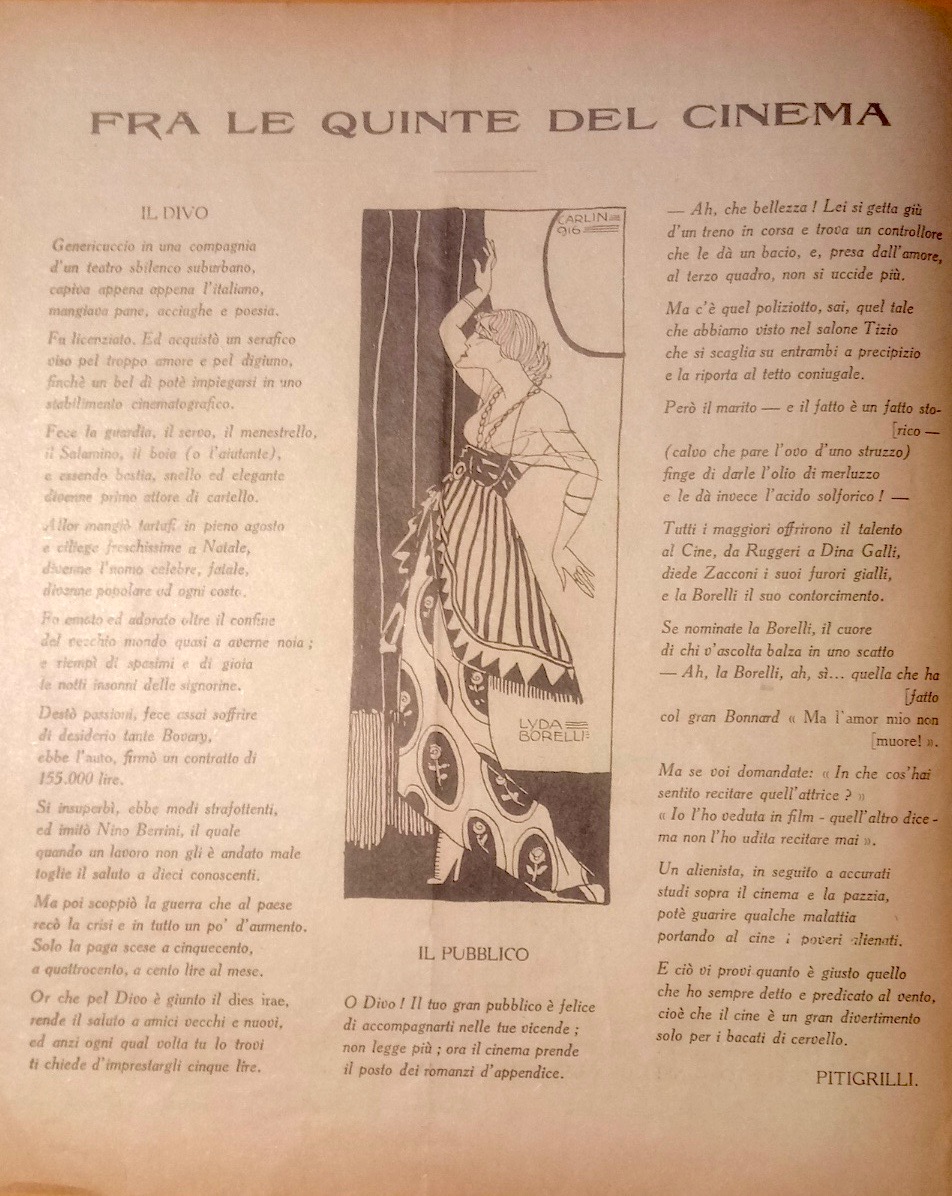 FRA LE QUINTE DEL CINEMA
IL DIVO
Genericuccio in una compagnia
d'un teatro sbilenco suburbano,
capiva appena appena l'italiano,
mangiava pane, acciughe e poesia.
Fu licenziato. Ed acquistò un serafico
viso pel troppo amore e pel digiuno,
finchè un bel dì potè impiegarsi in uno
stabilimento cinematografico.
Fece la guardia, il servo, il menestrello,
il Salamino, il boia (o l'aiutante),
e essendo bestia, snello ed elegante
divenne primo attore di cartello.
Allor mangiò tartufi in pieno agosto
e ciliege freschissime a Natale,
divenne l'uomo celebre, fatale,
divenne popolare ad ogni costo.
Fu amato ed adorato oltre il confine
del vecchio mondo quasi a averne noia ;
e riempì di spasimi e di gioia
le notti insonni delle signorine.
Destò passioni, fece assai soffrire
di desiderio tante Bovary,
ebbe l'auto, firmò un contratto di
155.000 lire.
Si insuperbì, ebbe modi strafottenti,
ed imitò Nino Berrini, il quale
quando un lavoro non gli è andato male
toglie il saluto a dieci conoscenti.
Ma poi scoppiò la guerra che al paese
recò la crisi e in tutto un po' d'aumento.
Solo la paga scese a cinquecento,
a quattrocento, a cento lire al mese.
Or che pel Divo è giunto il dies irae,
rende il saluto a amici vecchi e nuovi,
ed anzi ogni qual volta tu lo trovi
ti chiede d'imprestargli cinque lire.
CARLIN
916
LYDA
BORELLI
IL PUBBLICO
O Divo ! Il tuo gran pubblico è felice
di accompagnarti nelle tue vicende ;
non legge più ; ora il cinema prende
il posto dei romanzi d'appendice.
— Ah, che bellezza ! Lei si getta giù
d'un treno in corsa e trova un controllore
che le dà un bacio, e, presa dall'amore,
al terzo quadro, non si uccide più.
Ma c'è quel poliziotto, sai, quel tale
che abbiamo visto nel salone Tizio
che si scaglia su entrambi a precipizio
e la riporta al tetto coniugale.
Però il marito — e il fatto è un fatto sto-
[rico —
(calvo che pare l'ovo d'uno struzzo)
finge di darle l'olio di merluzzo
e le dà invece l'acido solforico ! —
Tutti i maggiori offrirono il talento
al Cine, da Ruggeri a Dina Galli,
diede Zacconi i suoi furori gialli,
e la Borelli il suo contorcimento.
Se nominate la Borelli, il cuore
di chi v'ascolta balza in uno scatto
— Ah, la Borelli, ah, sì... quella che ha
[fatto
col gran Bonnard « Ma l'amor mio non
[muore! ».
Ma se voi domandate: « In che cos'hai
sentito recitare quell'attrice ? »
« Io l'ho veduta in film - quell'altro dice -
ma non l'ho udita recitare mai ».
Un alienista, in seguito a accurati
studi sopra il cinema e la pazzia,
potè guarire qualche malattia
portando al cine i poveri alienati.
E ciò vi provi quanto è giusto quello
che ho sempre detto e predicato al vento,
cioè che il cine è un gran divertimento
solo per i bacati di cervello.
PITIGRILLI.